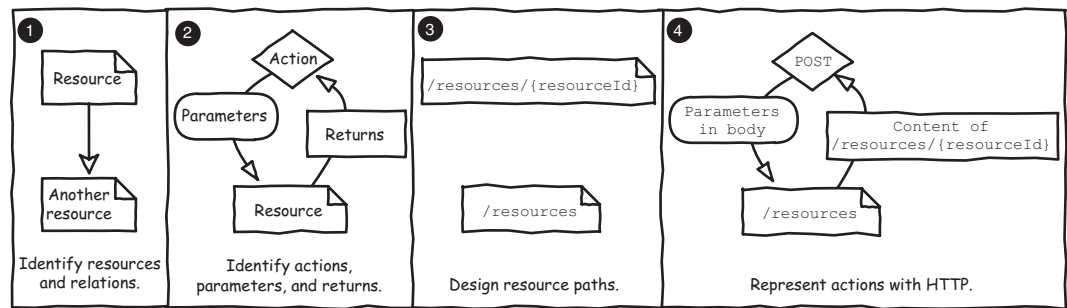 1
Resource
Another
resource
Identify resources
and relations.
2
Action
Parameters
Returns
Resource
Identify actions,
parameters, and returns.
3
/resources/{resourceId}
/resources
Design resource paths.
4
POST
Parameters
in body
Content of
/resources/{resourceId}
/resources
Represent actions with HTTP.